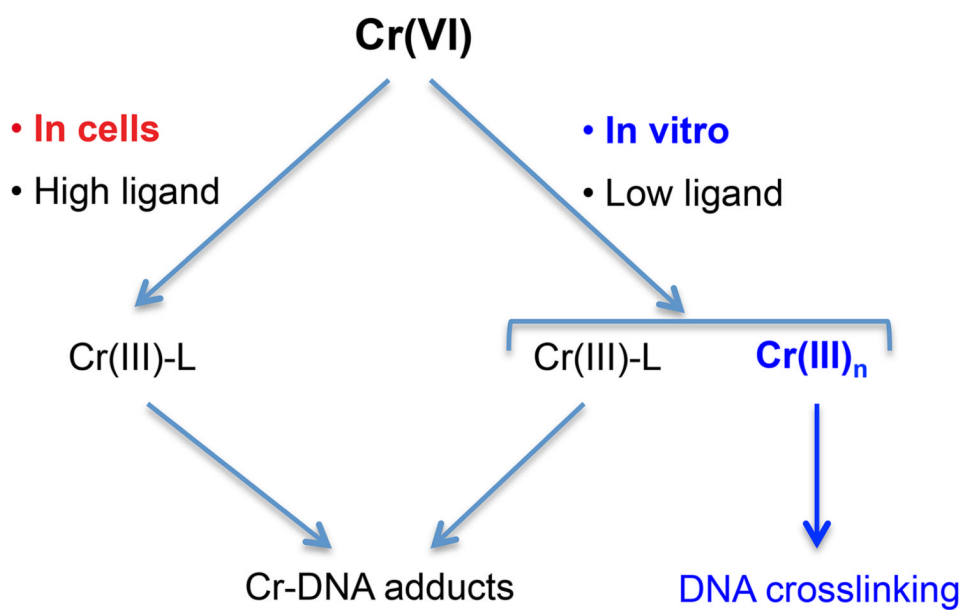 Cr(VI)
• In cells
• High ligand
• In vitro
• Low ligand
Cr(III)-L
Cr(III)-L
Cr(III)n
Cr-DNA adducts
DNA crosslinking